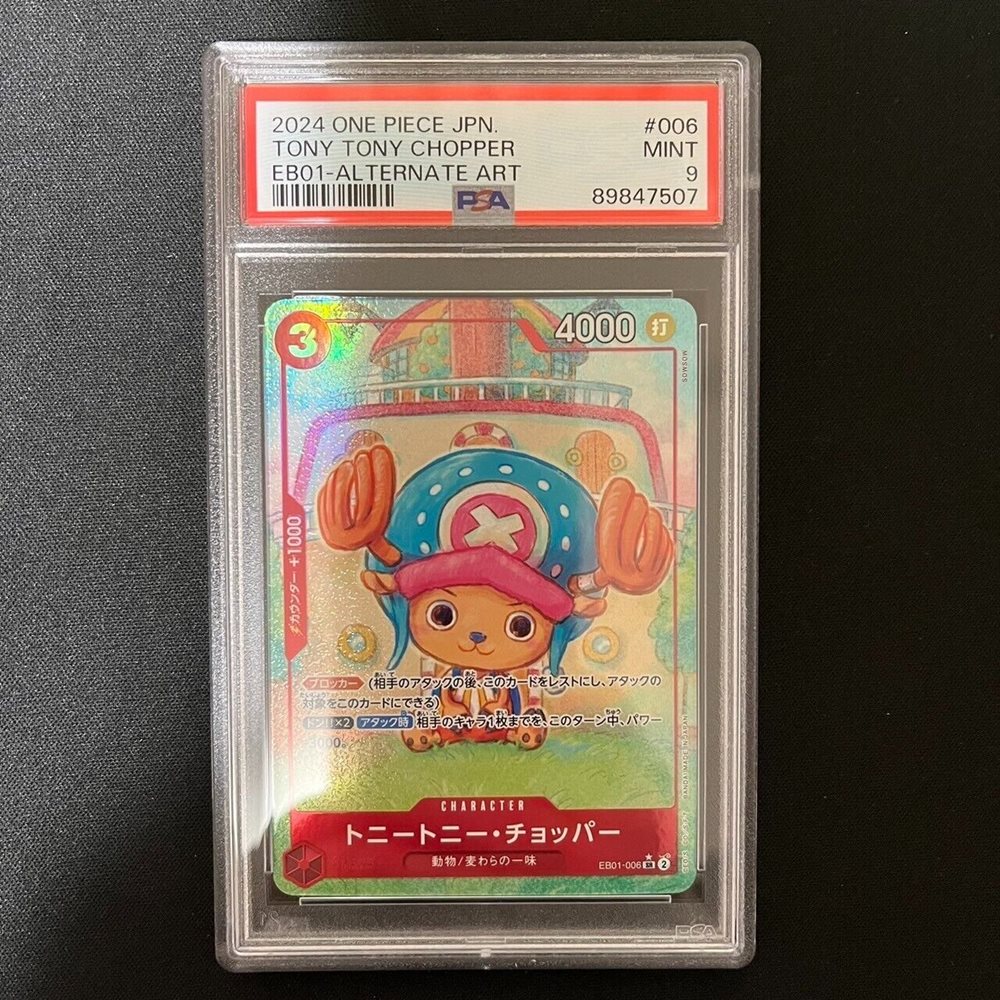 2024 ONE PIECE JPN. #006
TONY TONY CHOPPER MINT
EB01-ALTERNATE ART 9
PSA 89847507
3 4000 打
MOSMOS
カウンター +1000
ブロッカー (相手のアタックの後、このカードをレストにし、アタックの
対象をこのカードにできる)
ドン!!×2 アタック時 相手のキャラ1枚までを、このターン中、パワー
-3000。
CHARACTER
トニートニー・チョッパー
動物/麦わらの一味
EB01-006 SR 2
PSA